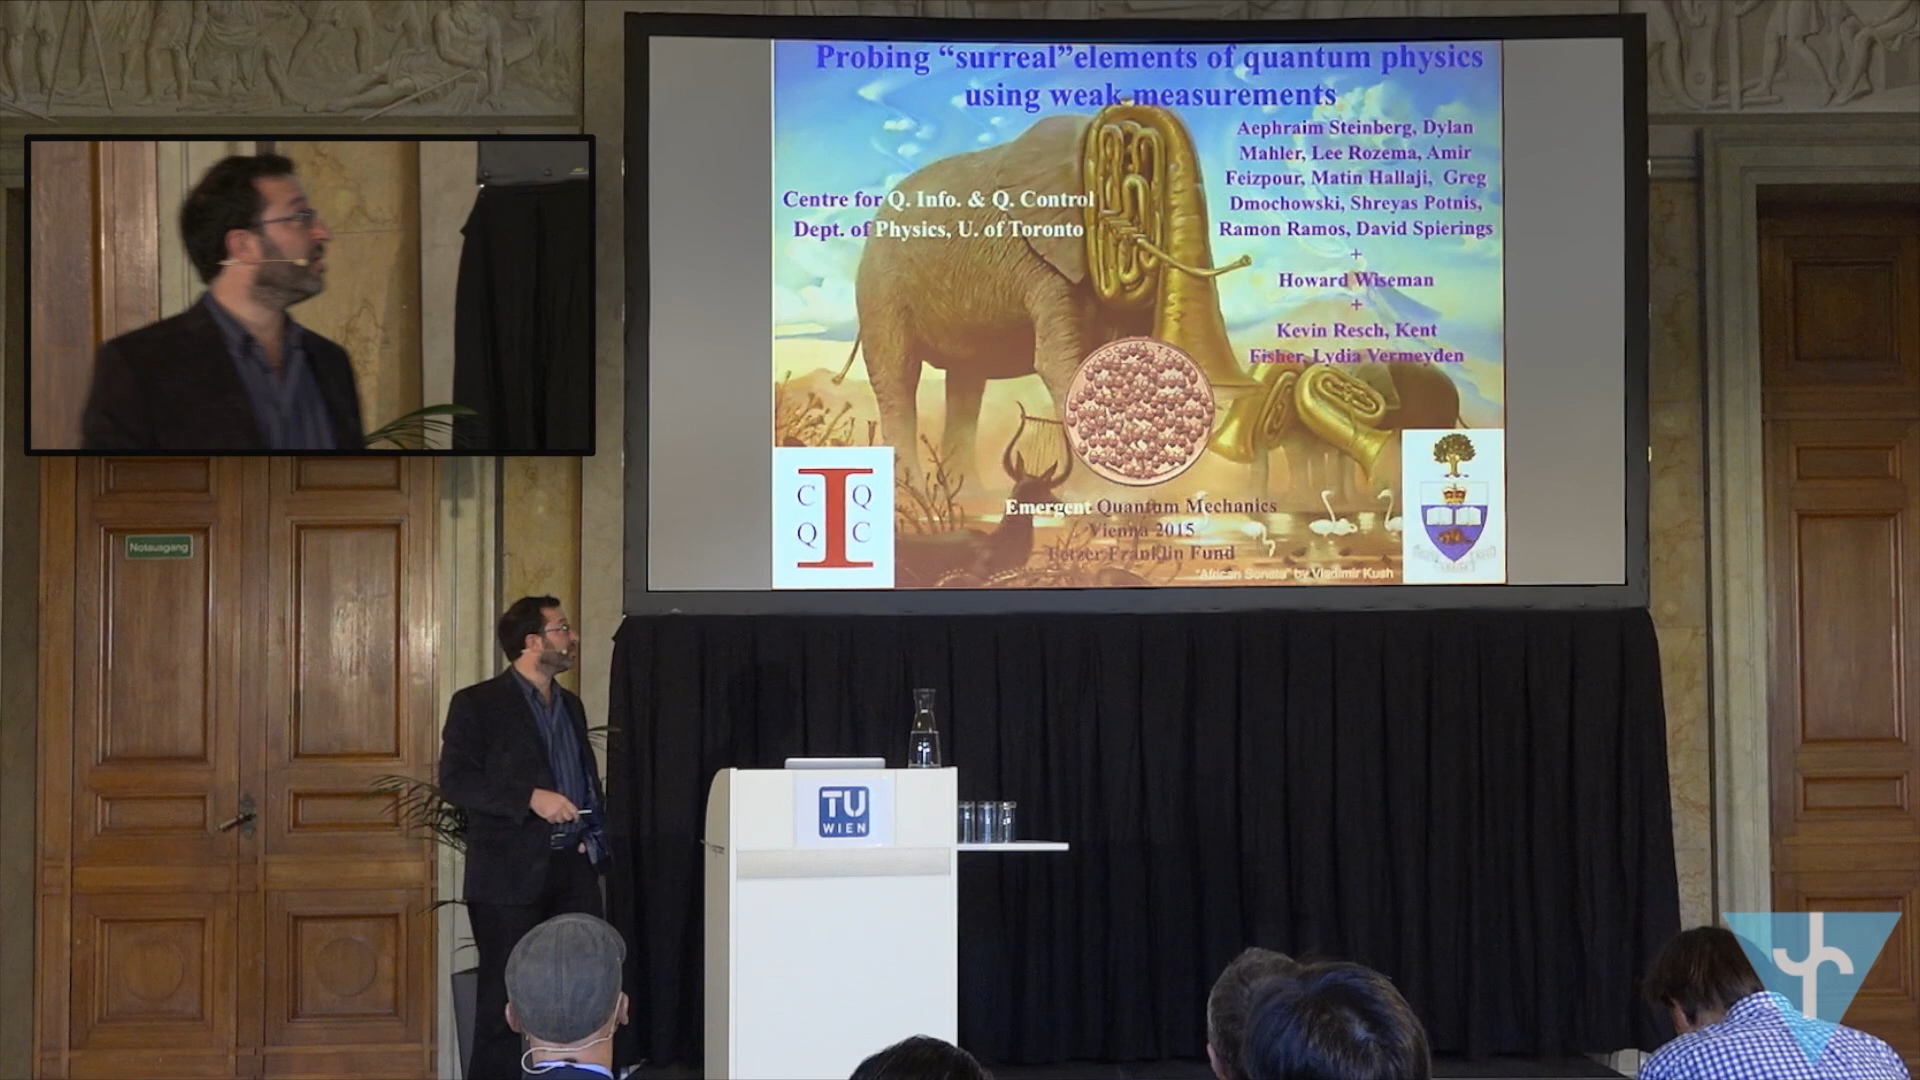 Probing “surreal”elements of quantum physics
using weak measurements
Aephraim Steinberg, Dylan
Mahler, Lee Rozema, Amir
Feizpour, Matin Hallaji, Greg
Dmochowski, Shreyas Potnis,
Ramon Ramos, David Spierings
+
Howard Wiseman
+
Kevin Resch, Kent
Fisher, Lydia Vermeyden
Centre for Q. Info. & Q. Control
Dept. of Physics, U. of Toronto
C Q
Q I C
Emergent Quantum Mechanics
Vienna 2015
Fetzer Franklin Fund
"African Sonata" by Vladimir Kush
Notausgang
TU
WIEN